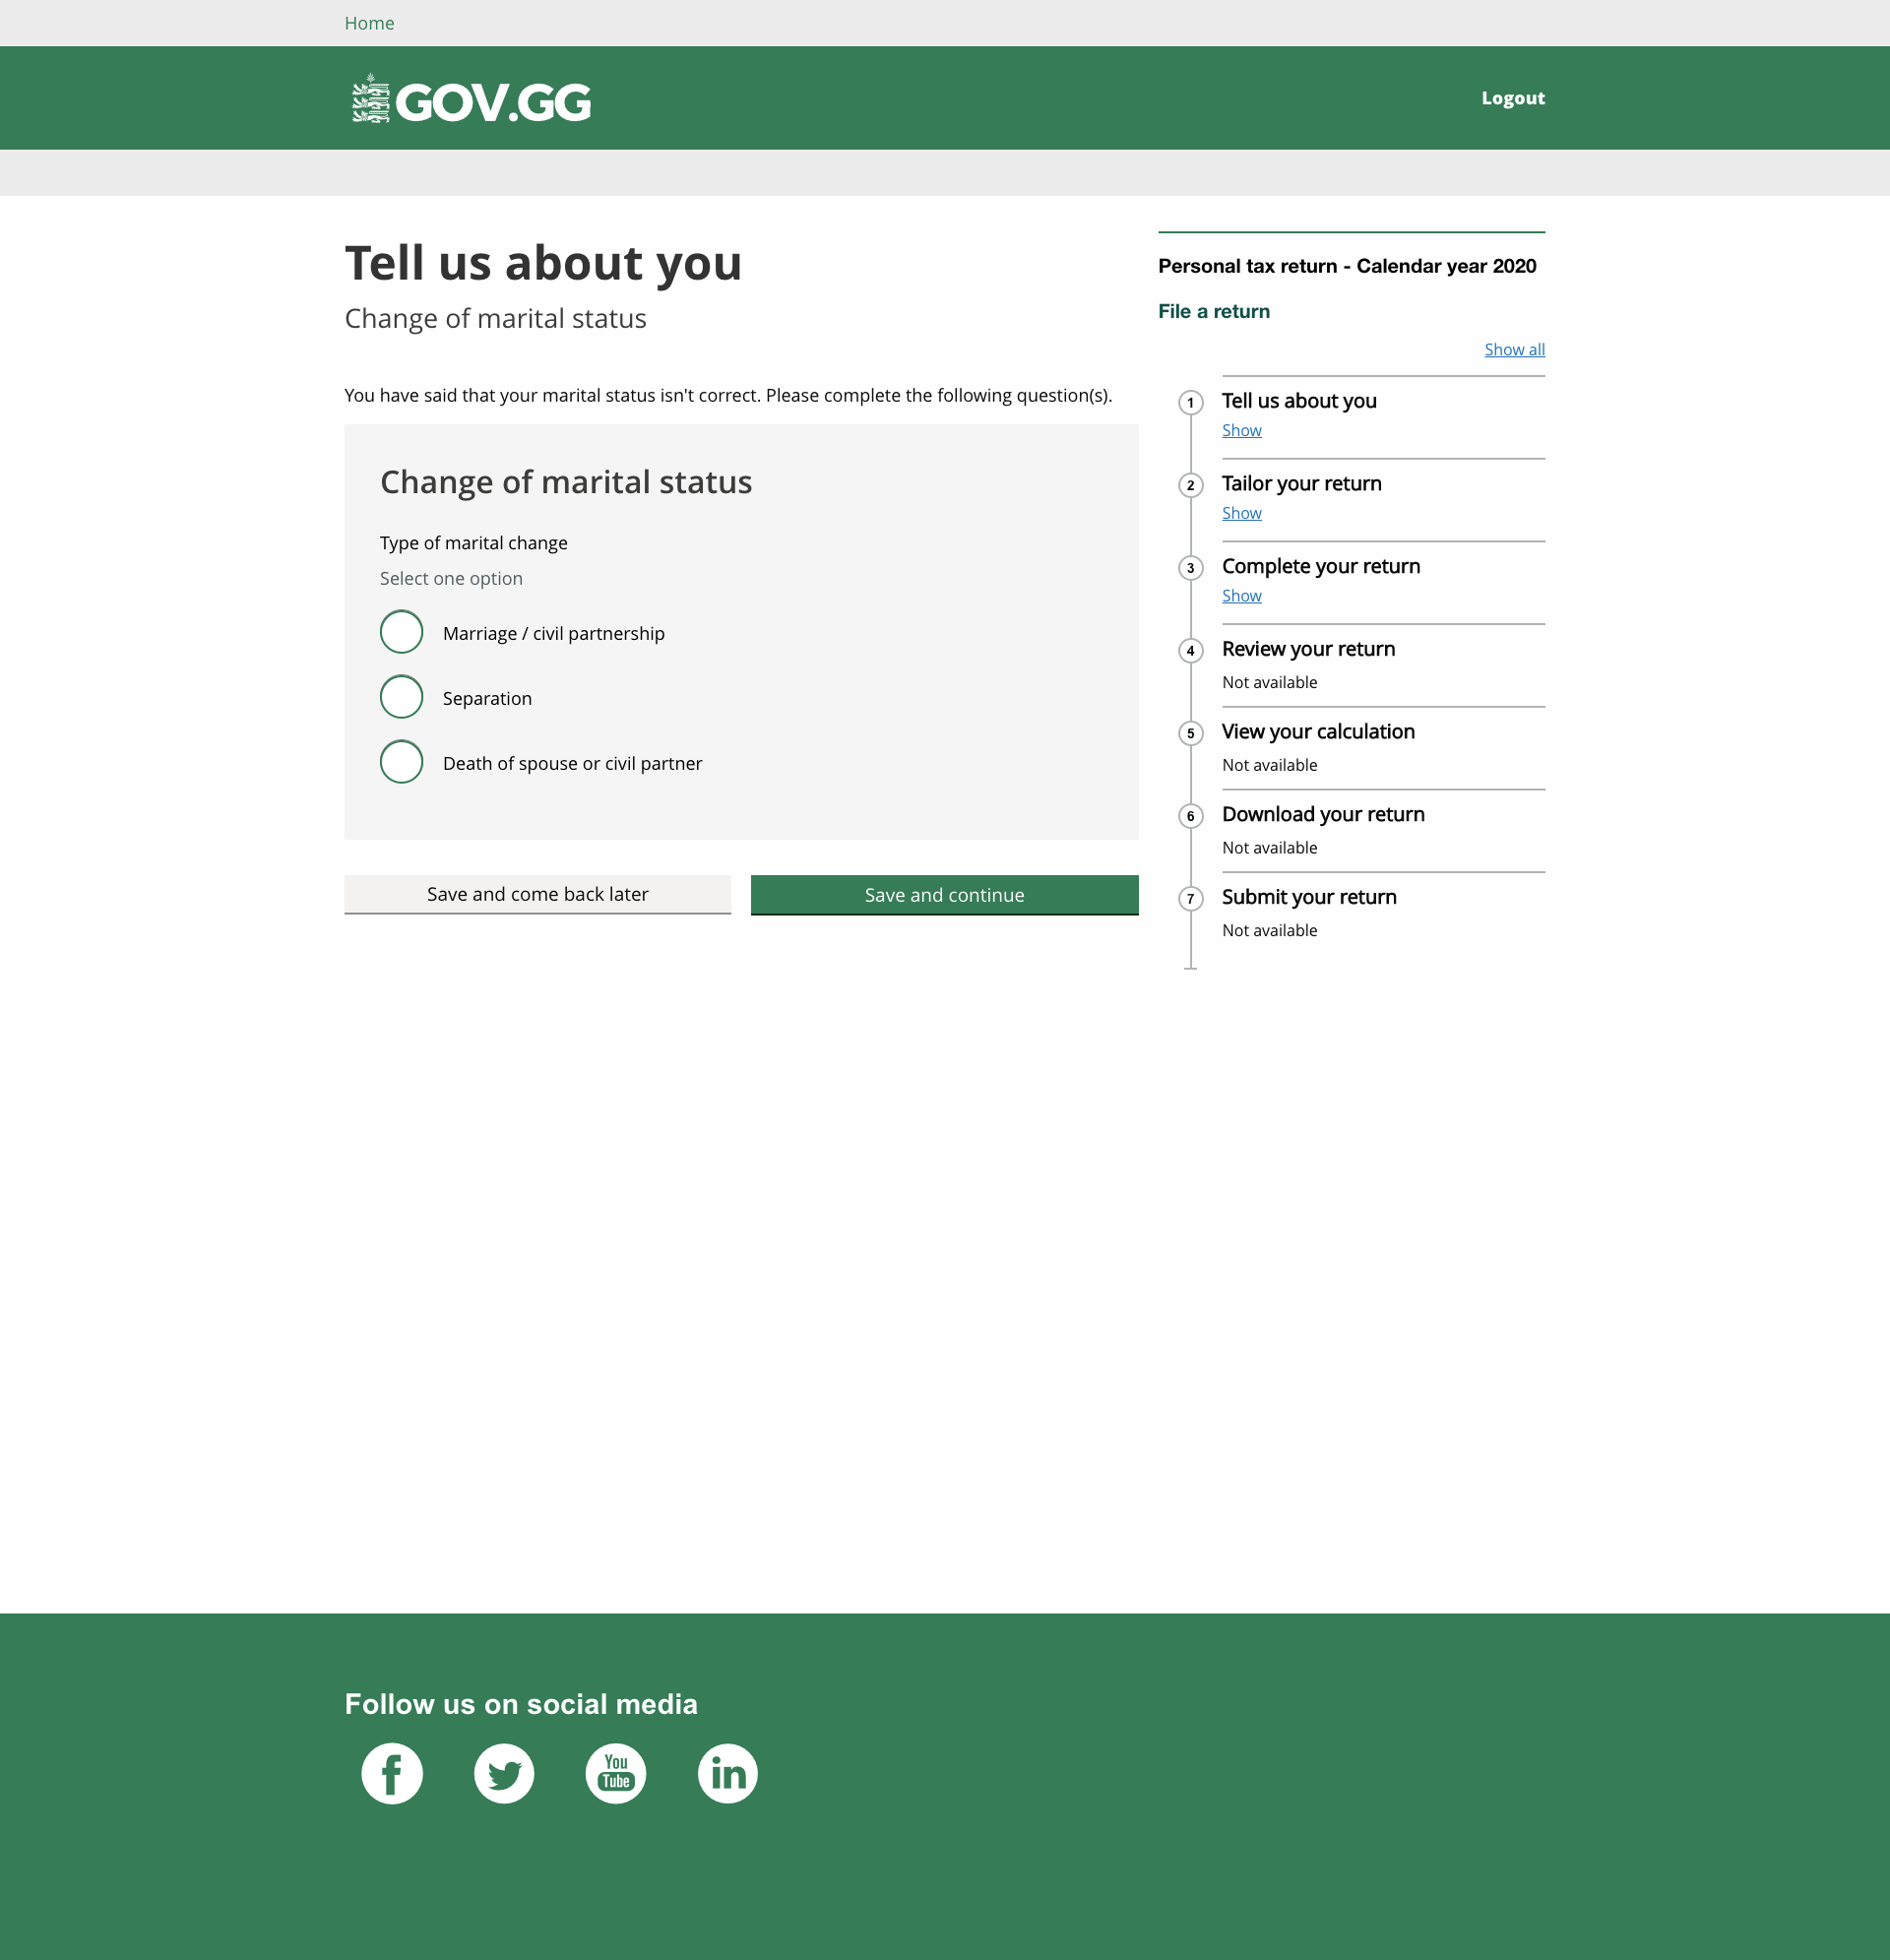 Home
GOV.GG
Logout
Tell us about you
Change of marital status
You have said that your marital status isn't correct. Please complete the following question(s).
Change of marital status
Type of marital change
Select one option
Marriage / civil partnership
Separation
Death of spouse or civil partner
Save and come back later
Save and continue
Personal tax return - Calendar year 2020
File a return
Show all
1
Tell us about you
Show
2
Tailor your return
Show
3
Complete your return
Show
4
Review your return
Not available
5
View your calculation
Not available
6
Download your return
Not available
7
Submit your return
Not available
Follow us on social media
f
You
Tube
in